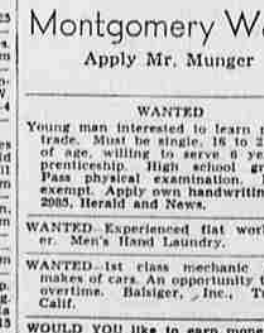 Montgomery W
Apply Mr. Munger
WANTED
Young man interested to learn
trade. Must be single, 16 to 2
of age, willing to serve 6 ye
prenticeship. High school gr
Pass physical examination.
exempt. Apply own handwritin
2985, Herald and News.
WANTED—Experienced flat wor
er. Men's Hand Laundry.
WANTED—1st class mechanic
makes of cars. An opportunity t
overtime. Balsiger, Inc., Tu
Calif.
WOULD YOU like to earn mone